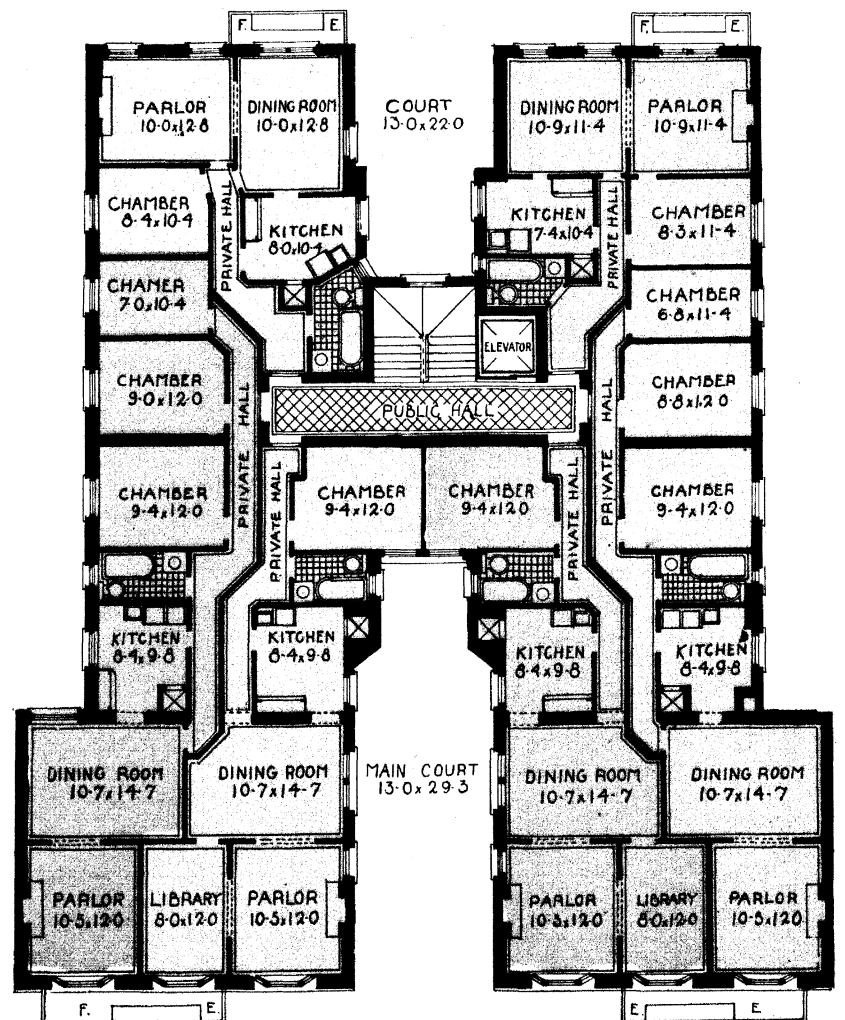 F. E.
F. E.
PARLOR
10-0x12-8
DINING ROOM
10-0x12-8
COURT
13-0x22-0
DINING ROOM
10-9x11-4
PARLOR
10-9x11-4
CHAMBER
8-4x10-4
PRIVATE HALL
KITCHEN
8-0x10-4
KITCHEN
7-4x10-4
PRIVATE HALL
CHAMBER
8-3x11-4
CHAMER
7-0x10-4
CHAMBER
6-8x11-4
ELEVATOR
CHAMBER
9-0x12-0
PRIVATE HALL
PUBLIC HALL
PRIVATE HALL
CHAMBER
8-8x12-0
CHAMBER
9-4x12-0
PRIVATE HALL
CHAMBER
9-4x12-0
CHAMBER
9-4x12-0
PRIVATE HALL
CHAMBER
9-4x12-0
KITCHEN
8-4x9-8
KITCHEN
8-4x9-8
KITCHEN
8-4x9-8
KITCHEN
8-4x9-8
DINING ROOM
10-7x14-7
DINING ROOM
10-7x14-7
MAIN COURT
13-0x29-3
DINING ROOM
10-7x14-7
DINING ROOM
10-7x14-7
PARLOR
10-5x12-0
LIBRARY
8-0x12-0
PARLOR
10-5x12-0
PARLOR
10-5x12-0
LIBRARY
8-0x12-0
PARLOR
10-5x12-0
F. E.
E. E.